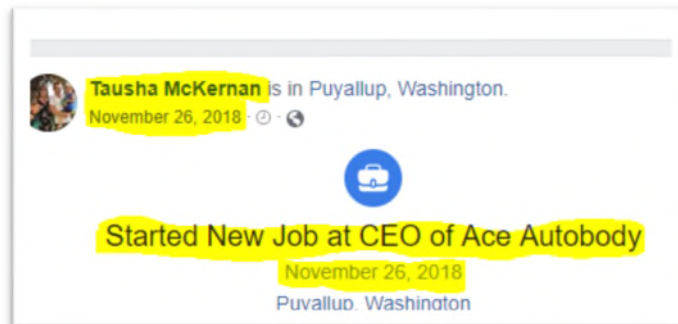 Tausha McKernan is in Puyallup, Washington.
November 26, 2018 ·  · 
Started New Job at CEO of Ace Autobody
November 26, 2018
Puyallup, Washington